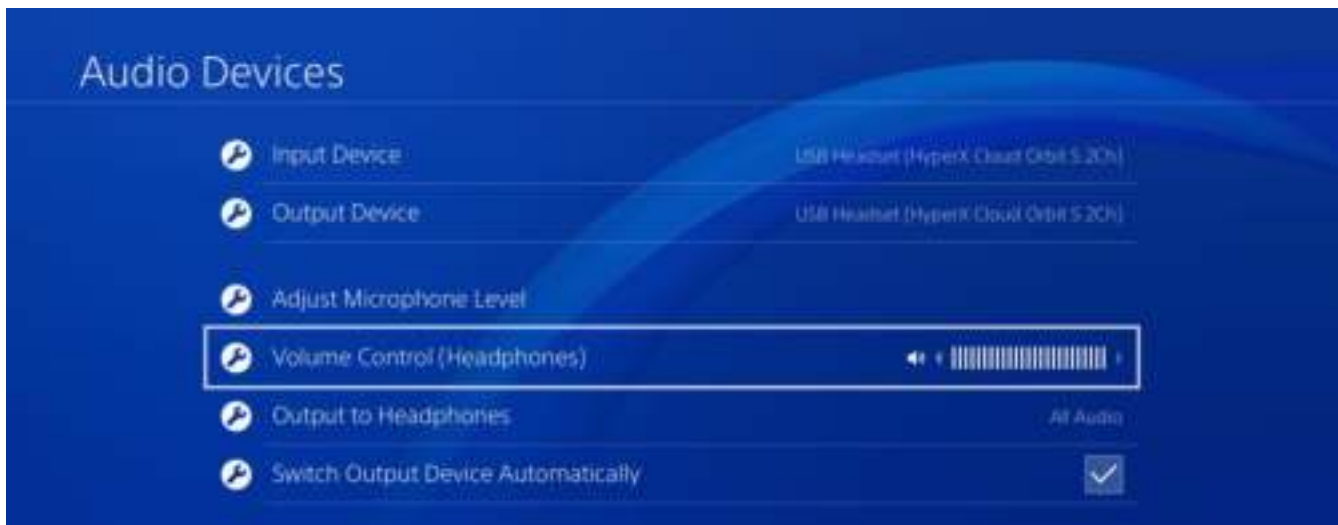 Audio Devices
Input Device USB Headset (HyperX Cloud Orbit S 2Ch)
Output Device USB Headset (HyperX Cloud Orbit S 2Ch)
Adjust Microphone Level
Volume Control (Headphones)
Output to Headphones All Audio
Switch Output Device Automatically